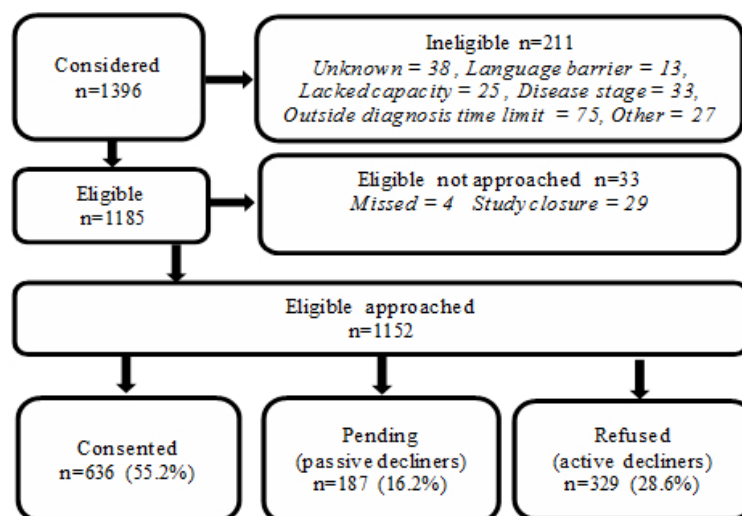 Considered
n=1396
Ineligible n=211
Unknown = 38 , Language barrier = 13,
Lacked capacity = 25, Disease stage = 33,
Outside diagnosis time limit = 75, Other = 27
Eligible
n=1185
Eligible not approached n=33
Missed = 4 Study closure = 29
Eligible approached
n=1152
Consented
n=636 (55.2%)
Pending
(passive decliners)
n=187 (16.2%)
Refused
(active decliners)
n=329 (28.6%)